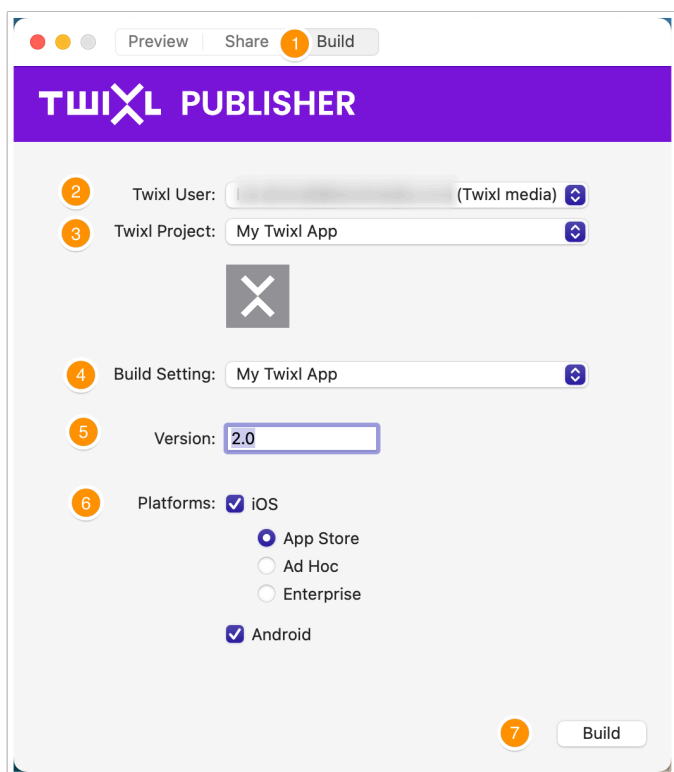 Preview Share 1 Build
TWIXL PUBLISHER
2 Twixl User: (Twixl media)
3 Twixl Project: My Twixl App
4 Build Setting: My Twixl App
5 Version: 2.0
6 Platforms: iOS
App Store
Ad Hoc
Enterprise
Android
7 Build